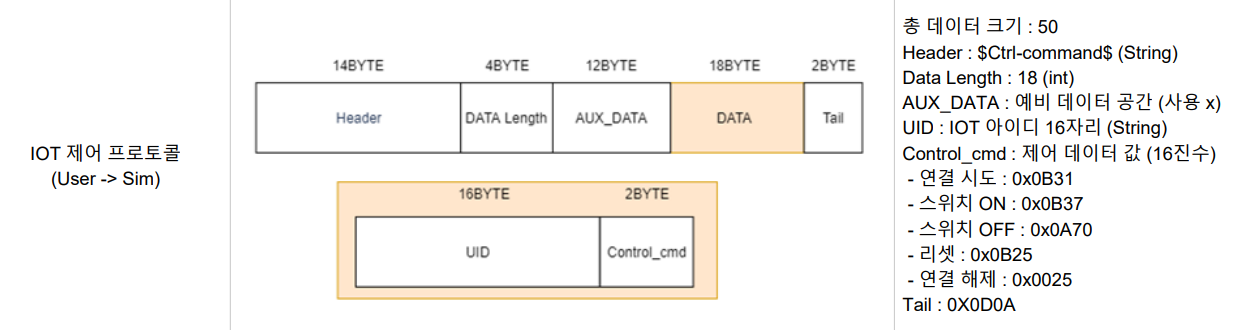 IOT 제어 프로토콜
(User -> Sim)
14BYTE 4BYTE 12BYTE 18BYTE 2BYTE
Header DATA Length AUX_DATA DATA Tail
16BYTE 2BYTE
UID Control_cmd
총 데이터 크기 : 50
Header : $Ctrl-command$ (String)
Data Length : 18 (int)
AUX_DATA : 예비 데이터 공간 (사용 x)
UID : IOT 아이디 16자리 (String)
Control_cmd : 제어 데이터 값 (16진수)
- 연결 시도 : 0x0B31
- 스위치 ON : 0x0B37
- 스위치 OFF : 0x0A70
- 리셋 : 0x0B25
- 연결 해제 : 0x0025
Tail : 0X0D0A